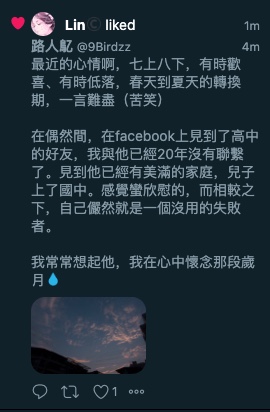 Lin© liked
1m
路人鴕 @9Birdzz
4m
最近的心情啊，七上八下，有時歡
喜、有時低落，春天到夏天的轉換
期，一言難盡（苦笑）
在偶然間，在facebook上見到了高中
的好友，我與他已經20年沒有聯繫
了。見到他已經有美滿的家庭，兒子
上了國中。感覺蠻欣慰的，而相較之
下，自己儼然就是一個沒用的失敗
者。
我常常想起他，我在心中懷念那段歲
月💧
1